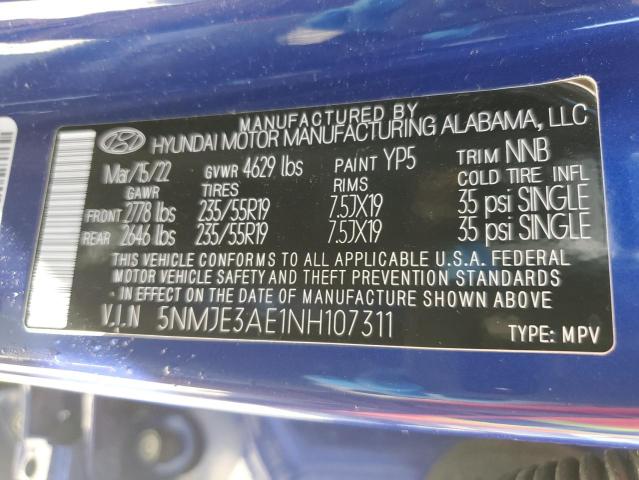 MANUFACTURED BY
HYUNDAI MOTOR MANUFACTURING ALABAMA, LLC
Mar/15/22 GVWR 4629 lbs PAINT YP5 TRIM NNB
GAWR TIRES RIMS COLD TIRE INFL
FRONT 2778 lbs 235/55R19 7.5JX19 35 psi SINGLE
REAR 2646 lbs 235/55R19 7.5JX19 35 psi SINGLE
THIS VEHICLE CONFORMS TO ALL APPLICABLE U.S.A. FEDERAL
MOTOR VEHICLE SAFETY AND THEFT PREVENTION STANDARDS
IN EFFECT ON THE DATE OF MANUFACTURE SHOWN ABOVE.
V.I.N 5NMJE3AE1NH107311 TYPE: MPV